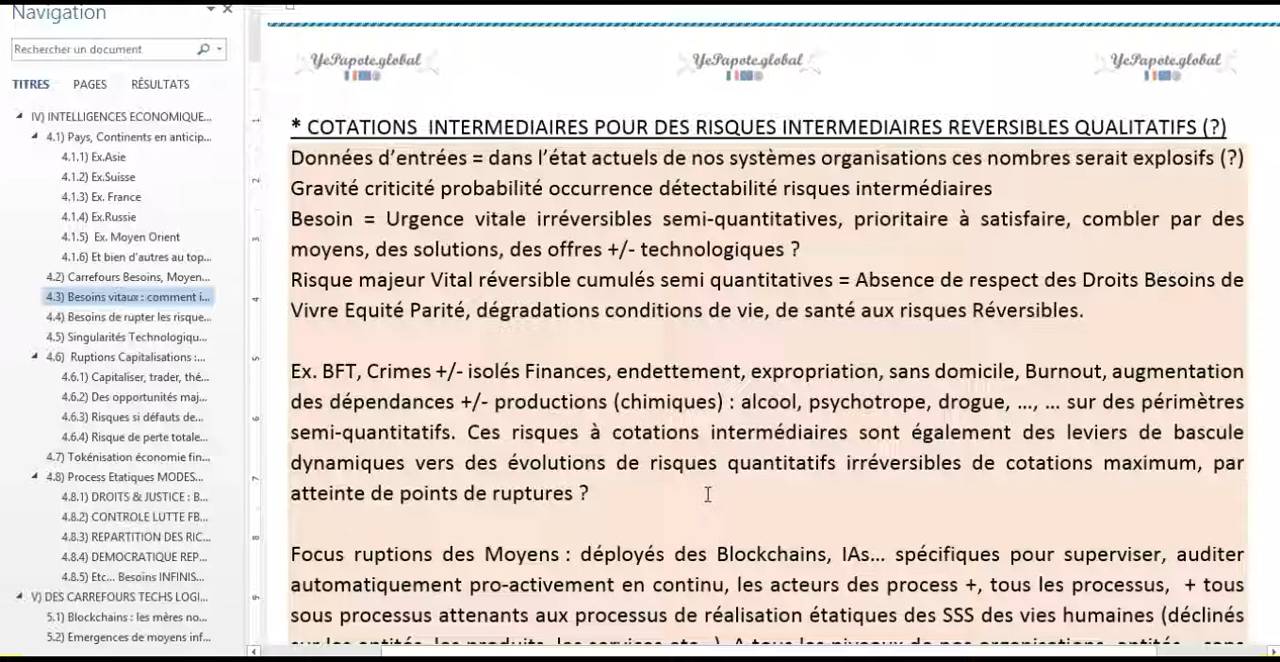 Navigation
Rechercher un document
TITRES PAGES RÉSULTATS
IV) INTELLIGENCES ECONOMIQUE...
4.1) Pays, Continents en anticip...
4.1.1) Ex.Asie
4.1.2) Ex.Suisse
4.1.3) Ex. France
4.1.4) Ex.Russie
4.1.5) Ex. Moyen Orient
4.1.6) Et bien d'autres au top...
4.2) Carrefours Besoins, Moyen...
4.3) Besoins vitaux : comment i...
4.4) Besoins de rupter les risque...
4.5) Singularités Technologiqu...
4.6) Ruptions Capitalisations :...
4.6.1) Capitaliser, trader, thé...
4.6.2) Des opportunités maj...
4.6.3) Risques si défauts de...
4.6.4) Risque de perte totale...
4.7) Tokénisation économie fin...
4.8) Process Etatiques MODES...
4.8.1) DROITS & JUSTICE : B...
4.8.2) CONTROLE LUTTE FB...
4.8.3) REPARTITION DES RIC...
4.8.4) DEMOCRATIQUE REP...
4.8.5) Etc... Besoins INFINIS...
V) DES CARREFOURS TECHS LOGI...
5.1) Blockchains : les mères no...
5.2) Emergences de moyens inf...
YePapote.global YePapote.global YePapote.global
* COTATIONS INTERMEDIAIRES POUR DES RISQUES INTERMEDIAIRES REVERSIBLES QUALITATIFS (?)
Données d'entrées = dans l'état actuels de nos systèmes organisations ces nombres serait explosifs (?)
Gravité criticité probabilité occurrence détectabilité risques intermédiaires
Besoin = Urgence vitale irréversibles semi-quantitatives, prioritaire à satisfaire, combler par des
moyens, des solutions, des offres +/- technologiques ?
Risque majeur Vital réversible cumulés semi quantitatives = Absence de respect des Droits Besoins de
Vivre Equité Parité, dégradations conditions de vie, de santé aux risques Réversibles.
Ex. BFT, Crimes +/- isolés Finances, endettement, expropriation, sans domicile, Burnout, augmentation
des dépendances +/- productions (chimiques) : alcool, psychotrope, drogue, ..., ... sur des périmètres
semi-quantitatifs. Ces risques à cotations intermédiaires sont également des leviers de bascule
dynamiques vers des évolutions de risques quantitatifs irréversibles de cotations maximum, par
atteinte de points de ruptures ?
Focus ruptions des Moyens : déployés des Blockchains, IAs... spécifiques pour superviser, auditer
automatiquement pro-activement en continu, les acteurs des process +, tous les processus, + tous
sous processus attenants aux processus de réalisation étatiques des SSS des vies humaines (déclinés